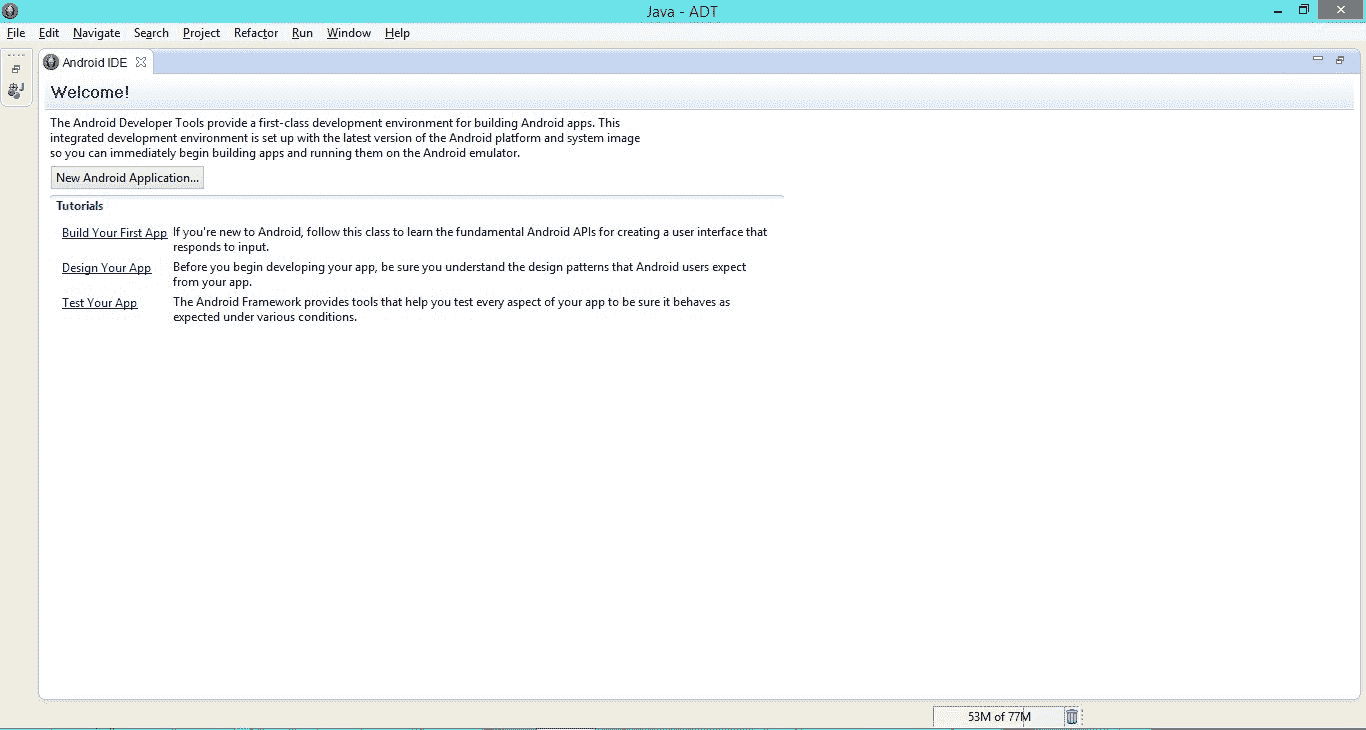 Java - ADT
File Edit Navigate Search Project Refactor Run Window Help
Android IDE
Welcome!
The Android Developer Tools provide a first-class development environment for building Android apps. This
integrated development environment is set up with the latest version of the Android platform and system image
so you can immediately begin building apps and running them on the Android emulator.
New Android Application...
Tutorials
Build Your First App If you're new to Android, follow this class to learn the fundamental Android APIs for creating a user interface that
responds to input.
Design Your App Before you begin developing your app, be sure you understand the design patterns that Android users expect
from your app.
Test Your App The Android Framework provides tools that help you test every aspect of your app to be sure it behaves as
expected under various conditions.
53M of 77M